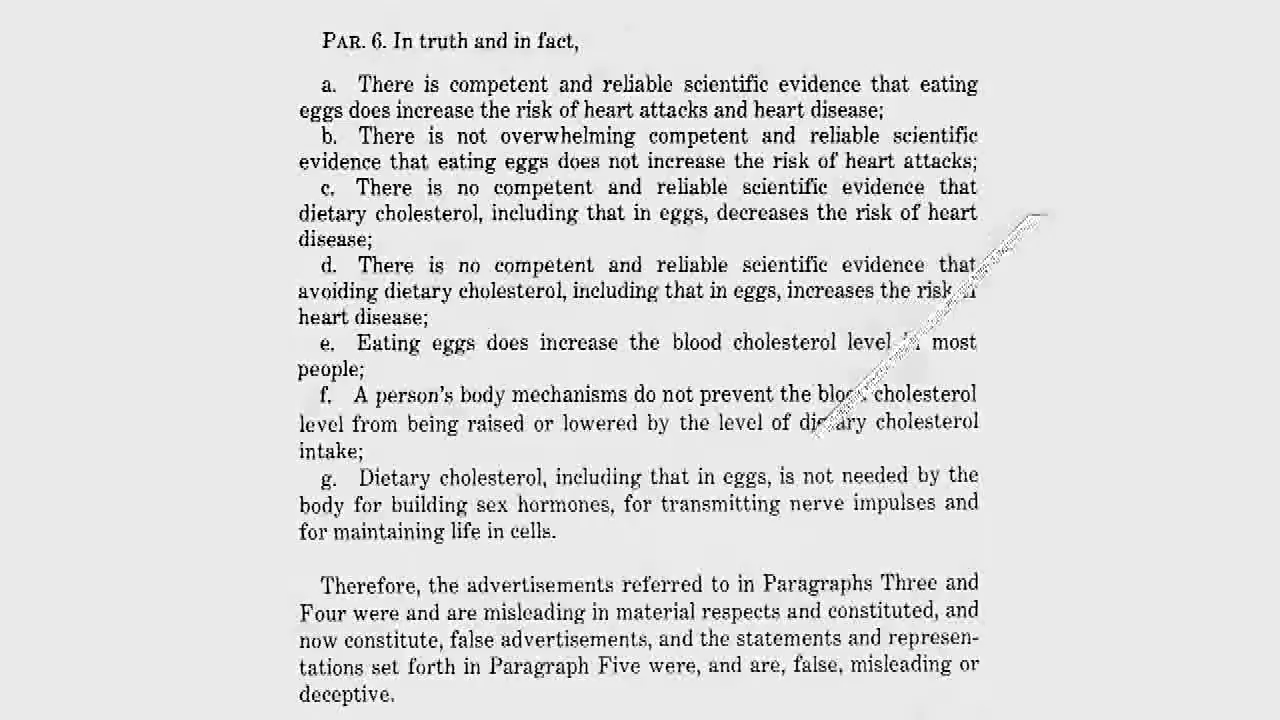 PAR. 6. In truth and in fact,
a. There is competent and reliable scientific evidence that eating
eggs does increase the risk of heart attacks and heart disease;
b. There is not overwhelming competent and reliable scientific
evidence that eating eggs does not increase the risk of heart attacks;
c. There is no competent and reliable scientific evidence that
dietary cholesterol, including that in eggs, decreases the risk of heart
disease;
d. There is no competent and reliable scientific evidence that
avoiding dietary cholesterol, including that in eggs, increases the risk of
heart disease;
e. Eating eggs does increase the blood cholesterol level in most
people;
f. A person's body mechanisms do not prevent the blood cholesterol
level from being raised or lowered by the level of dietary cholesterol
intake;
g. Dietary cholesterol, including that in eggs, is not needed by the
body for building sex hormones, for transmitting nerve impulses and
for maintaining life in cells.
Therefore, the advertisements referred to in Paragraphs Three and
Four were and are misleading in material respects and constituted, and
now constitute, false advertisements, and the statements and represen-
tations set forth in Paragraph Five were, and are, false, misleading or
deceptive.